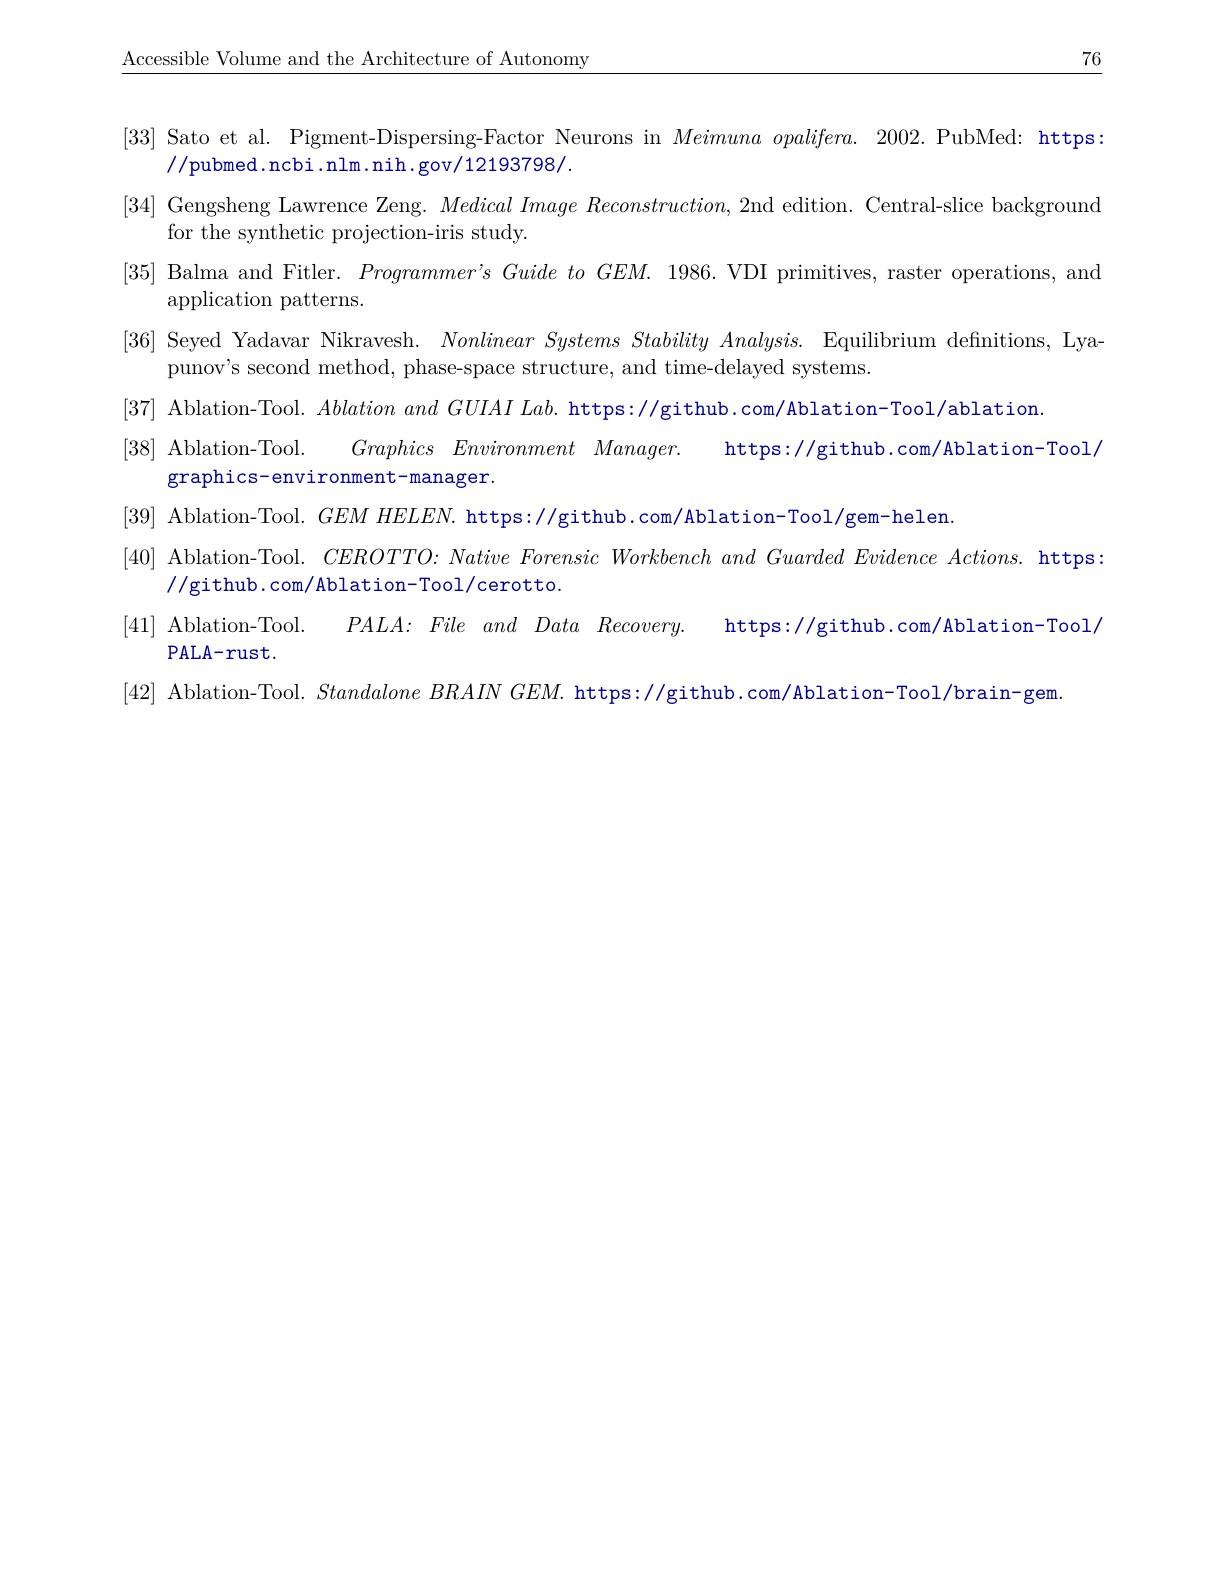 Accessible Volume and the Architecture of Autonomy 76
[33] Sato et al. Pigment-Dispersing-Factor Neurons in Meimuna opalifera. 2002. PubMed: https:
//pubmed.ncbi.nlm.nih.gov/12193798/.
[34] Gengsheng Lawrence Zeng. Medical Image Reconstruction, 2nd edition. Central-slice background
for the synthetic projection-iris study.
[35] Balma and Fitler. Programmer's Guide to GEM. 1986. VDI primitives, raster operations, and
application patterns.
[36] Seyed Yadavar Nikravesh. Nonlinear Systems Stability Analysis. Equilibrium definitions, Lya-
punov's second method, phase-space structure, and time-delayed systems.
[37] Ablation-Tool. Ablation and GUIAI Lab. https://github.com/Ablation-Tool/ablation.
[38] Ablation-Tool. Graphics Environment Manager. https://github.com/Ablation-Tool/
graphics-environment-manager.
[39] Ablation-Tool. GEM HELEN. https://github.com/Ablation-Tool/gem-helen.
[40] Ablation-Tool. CEROTTO: Native Forensic Workbench and Guarded Evidence Actions. https:
//github.com/Ablation-Tool/cerotto.
[41] Ablation-Tool. PALA: File and Data Recovery. https://github.com/Ablation-Tool/
PALA-rust.
[42] Ablation-Tool. Standalone BRAIN GEM. https://github.com/Ablation-Tool/brain-gem.